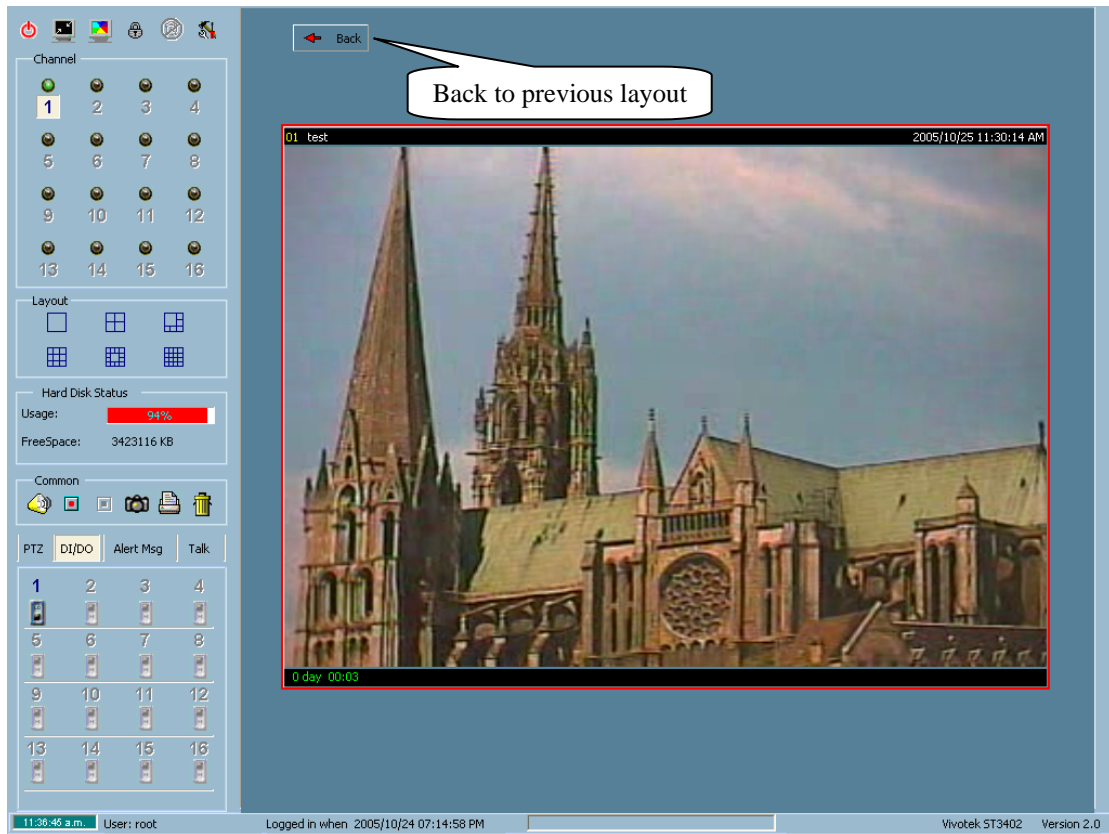 Back
Back to previous layout
Channel
1 2 3 4
5 6 7 8
9 10 11 12
13 14 15 16
Layout
Hard Disk Status
Usage: 94%
FreeSpace: 3423116 KB
Common
PTZ DI/DO Alert Msg Talk
1 2 3 4
5 6 7 8
9 10 11 12
13 14 15 16
01 test 2005/10/25 11:30:14 AM
0 day 00:03
11:36:45 a.m. User: root Logged in when 2005/10/24 07:14:58 PM Vivotek ST3402 Version 2.0